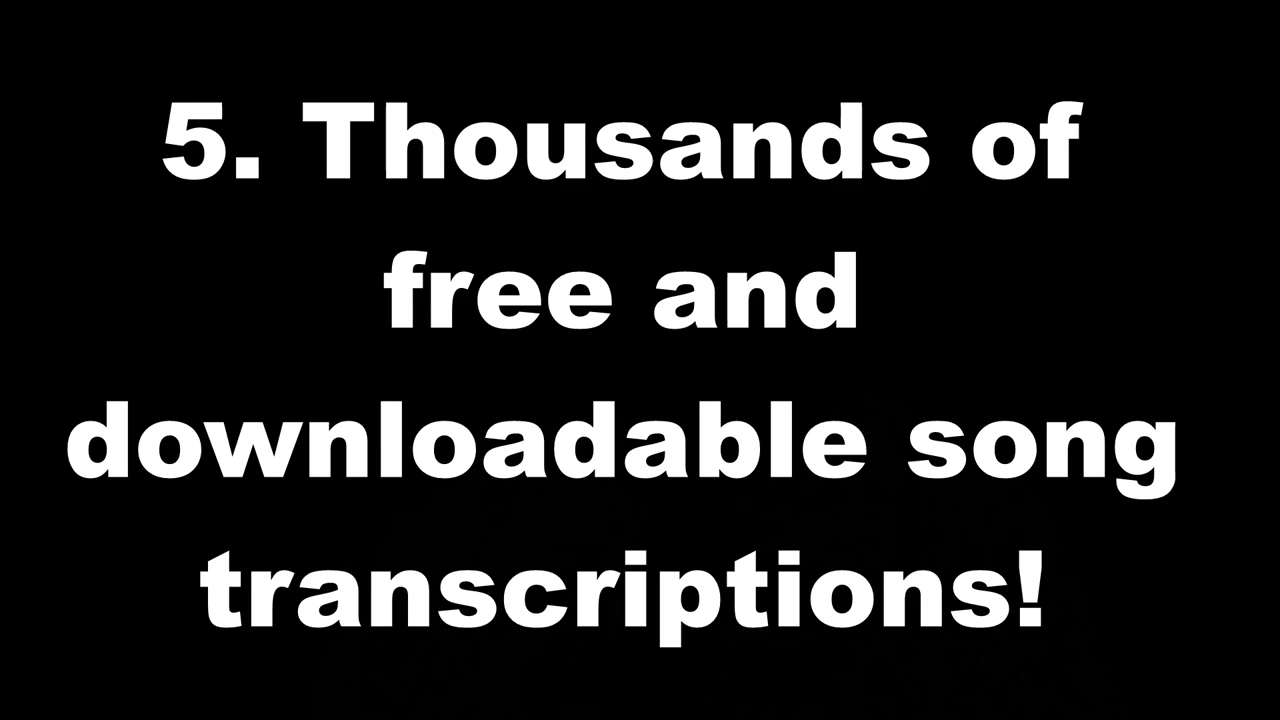 5. Thousands of
free and
downloadable song
transcriptions!